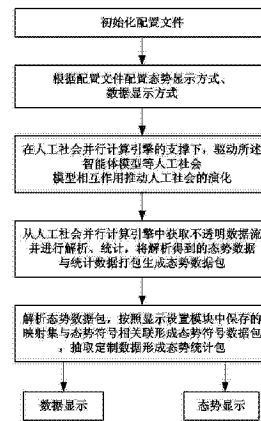 初始化配置文件
根据配置文件配置态势显示方式、
数据显示方式
在人工社会并行计算引擎的支撑下，驱动所述
智能体模型等人工社会
模型相互作用推动人工社会的演化
从人工社会并行计算引擎中获取不透明数据流
并进行解析、统计，将解析得到的态势数据
与统计数据打包生成态势数据包
解析态势数据包，按照显示设置模块中保存的
映射集与态势符号相关联形成态势符号数据包
，抽取定制数据形成态势统计包
数据显示
态势显示